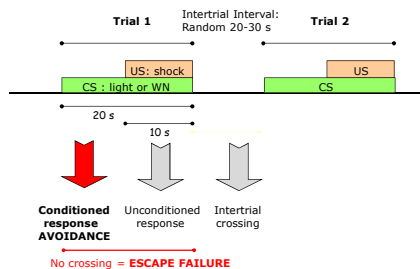 Trial 1
Intertrial Interval:
Random 20-30 s
Trial 2
US: shock
US
CS : light or WN
CS
20 s
10 s
Conditioned
response
AVOIDANCE
Unconditioned
response
Intertrial
crossing
No crossing = ESCAPE FAILURE